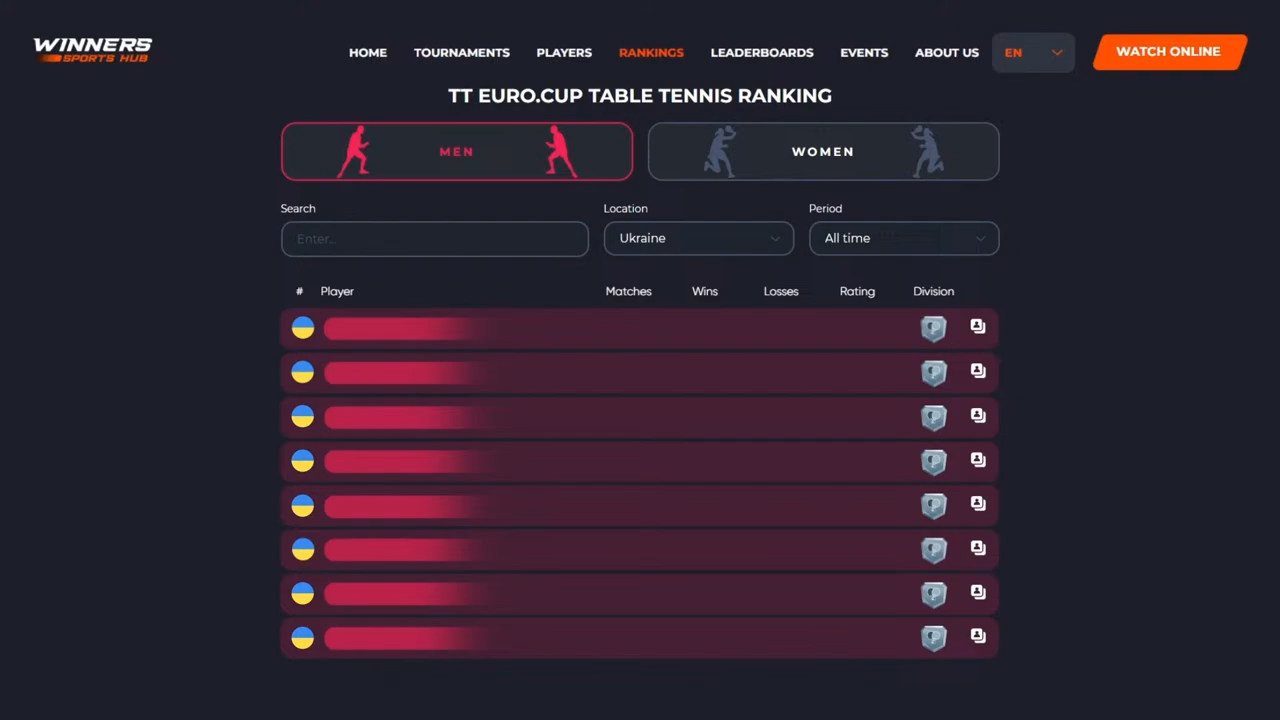 WINNERS
SPORTS HUB
HOME TOURNAMENTS PLAYERS RANKINGS LEADERBOARDS EVENTS ABOUT US EN WATCH ONLINE
TT EURO.CUP TABLE TENNIS RANKING
MEN WOMEN
Search Location Period
Enter... Ukraine All time
# Player Matches Wins Losses Rating Division